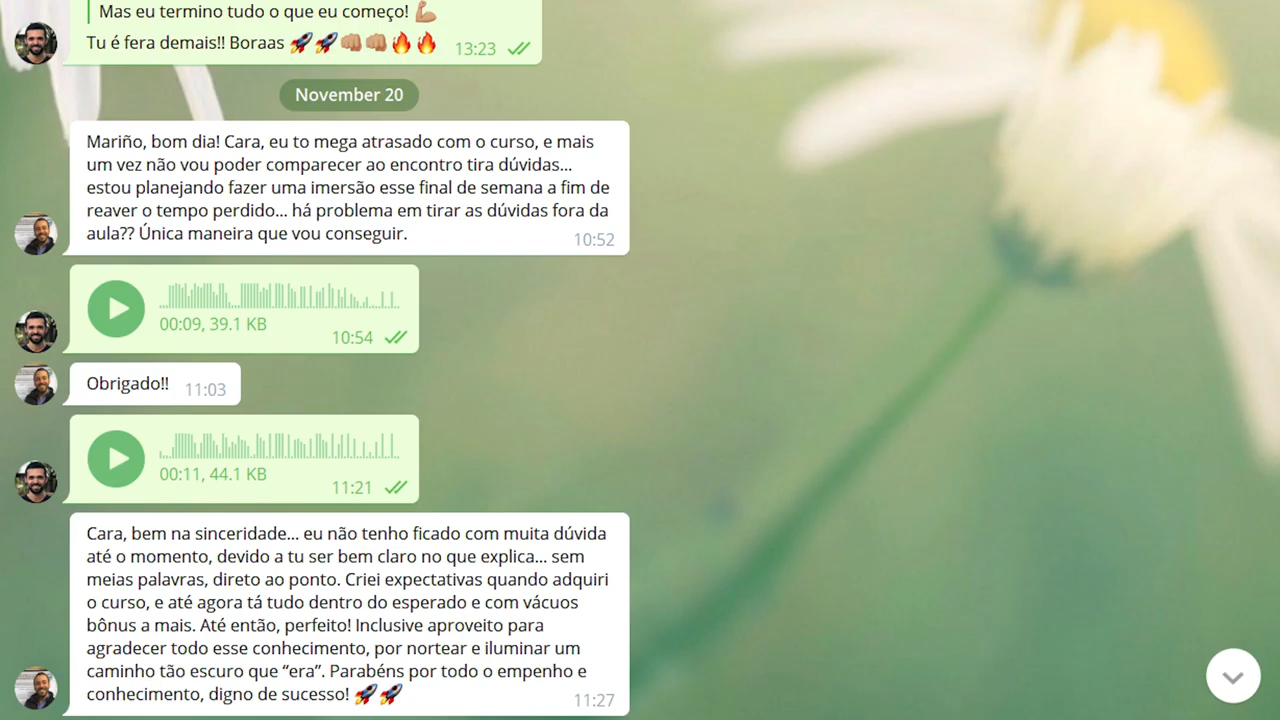 Mas eu termino tudo o que eu começo! 💪🏼
Tu é fera demais!! Boraas 🚀🚀👊🏼👊🏼🔥🔥 13:23
November 20
Mariño, bom dia! Cara, eu to mega atrasado com o curso, e mais
um vez não vou poder comparecer ao encontro tira dúvidas...
estou planejando fazer uma imersão esse final de semana a fim de
reaver o tempo perdido... há problema em tirar as dúvidas fora da
aula?? Única maneira que vou conseguir. 10:52
00:09, 39.1 KB
10:54
Obrigado!! 11:03
00:11, 44.1 KB
11:21
Cara, bem na sinceridade... eu não tenho ficado com muita dúvida
até o momento, devido a tu ser bem claro no que explica... sem
meias palavras, direto ao ponto. Criei expectativas quando adquiri
o curso, e até agora tá tudo dentro do esperado e com vácuos
bônus a mais. Até então, perfeito! Inclusive aproveito para
agradecer todo esse conhecimento, por nortear e iluminar um
caminho tão escuro que “era”. Parabéns por todo o empenho e
conhecimento, digno de sucesso! 🚀🚀 11:27